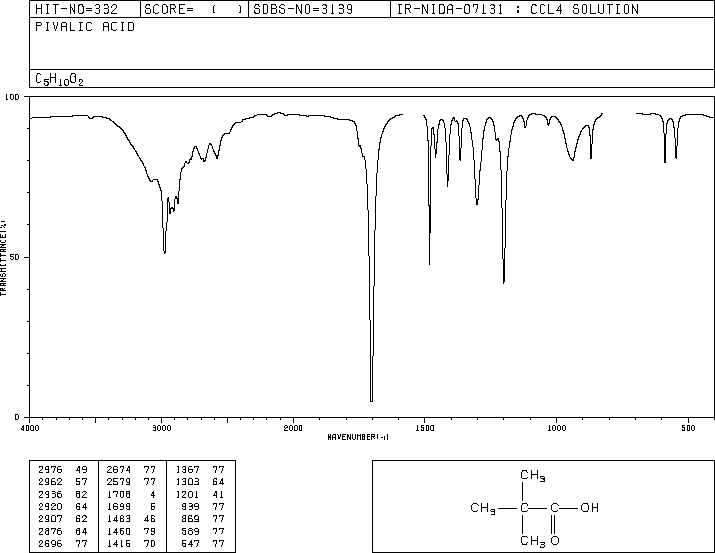 HIT-NO=332 SCORE= ( ) SDBS-NO=3139 IR-NIDA-07131 : CCL4 SOLUTION
PIVALIC ACID
C5H10O2
100
50
0
TRANSMITTANCE(%)
4000 3000 2000 1500 1000 500
WAVENUMBER(-1)
2976 49 2674 77 1367 77
2962 57 2579 77 1303 64
2936 62 1708 4 1201 41
2920 64 1699 6 939 77
2907 62 1483 46 869 77
2876 64 1460 79 589 77
2696 77 1416 70 547 77
CH3
CH3—C—C—OH
CH3 O